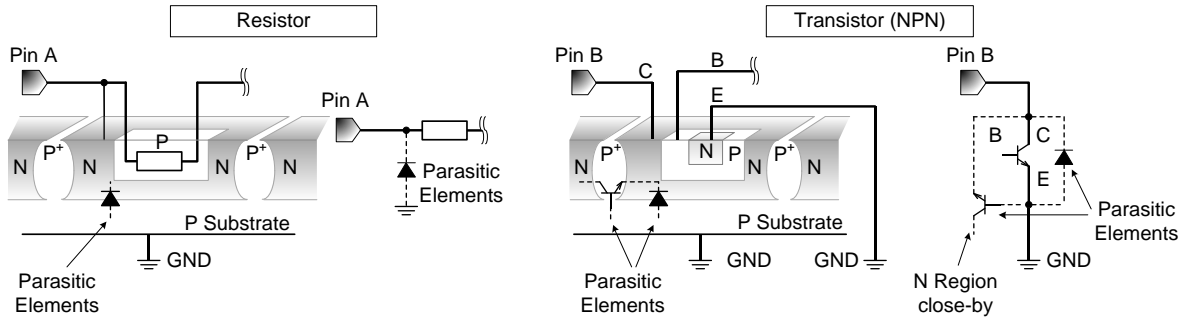 Resistor
Transistor (NPN)
Pin A
Pin B
Pin B
C
B
E
Pin A
N
P+
N
P
N
P+
N
N
P+
N
N
P
P+
N
B
C
E
Parasitic
Elements
P Substrate
P Substrate
Parasitic
Elements
GND
GND
GND
GND
Parasitic
Elements
Parasitic
Elements
N Region
close-by